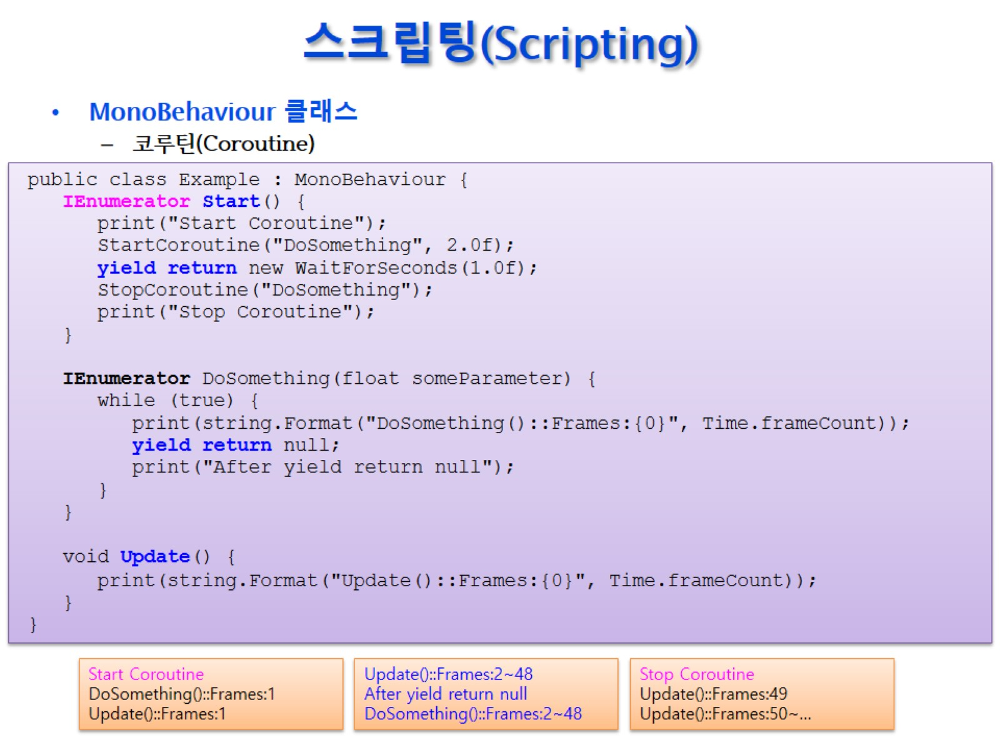 스크립팅(Scripting)
• MonoBehaviour 클래스
– 코루틴(Coroutine)
public class Example : MonoBehaviour {
   IEnumerator Start() {
      print("Start Coroutine");
      StartCoroutine("DoSomething", 2.0f);
      yield return new WaitForSeconds(1.0f);
      StopCoroutine("DoSomething");
      print("Stop Coroutine");
   }

   IEnumerator DoSomething(float someParameter) {
      while (true) {
         print(string.Format("DoSomething()::Frames:{0}", Time.frameCount));
         yield return null;
         print("After yield return null");
      }
   }

   void Update() {
      print(string.Format("Update()::Frames:{0}", Time.frameCount));
   }
}
Start Coroutine
DoSomething()::Frames:1
Update()::Frames:1
Update()::Frames:2~48
After yield return null
DoSomething()::Frames:2~48
Stop Coroutine
Update()::Frames:49
Update()::Frames:50~...